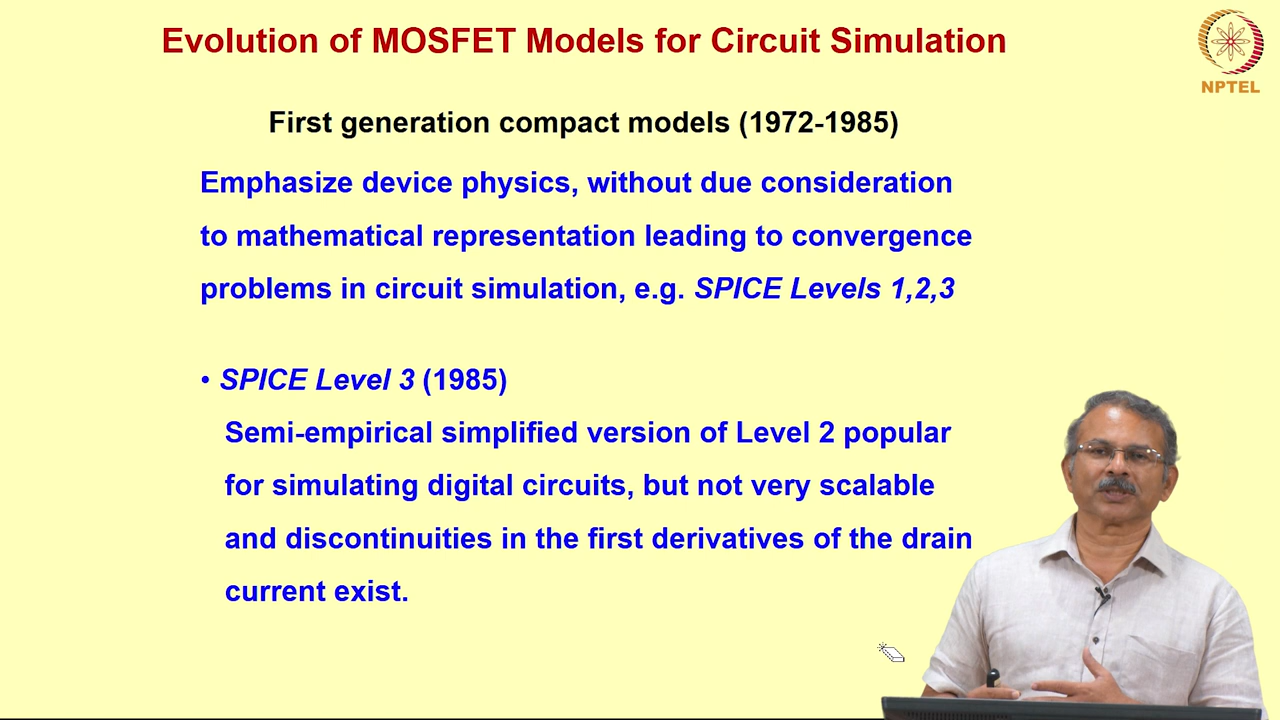 Evolution of MOSFET Models for Circuit Simulation
NPTEL
First generation compact models (1972-1985)
Emphasize device physics, without due consideration
to mathematical representation leading to convergence
problems in circuit simulation, e.g. SPICE Levels 1,2,3
• SPICE Level 3 (1985)
Semi-empirical simplified version of Level 2 popular
for simulating digital circuits, but not very scalable
and discontinuities in the first derivatives of the drain
current exist.